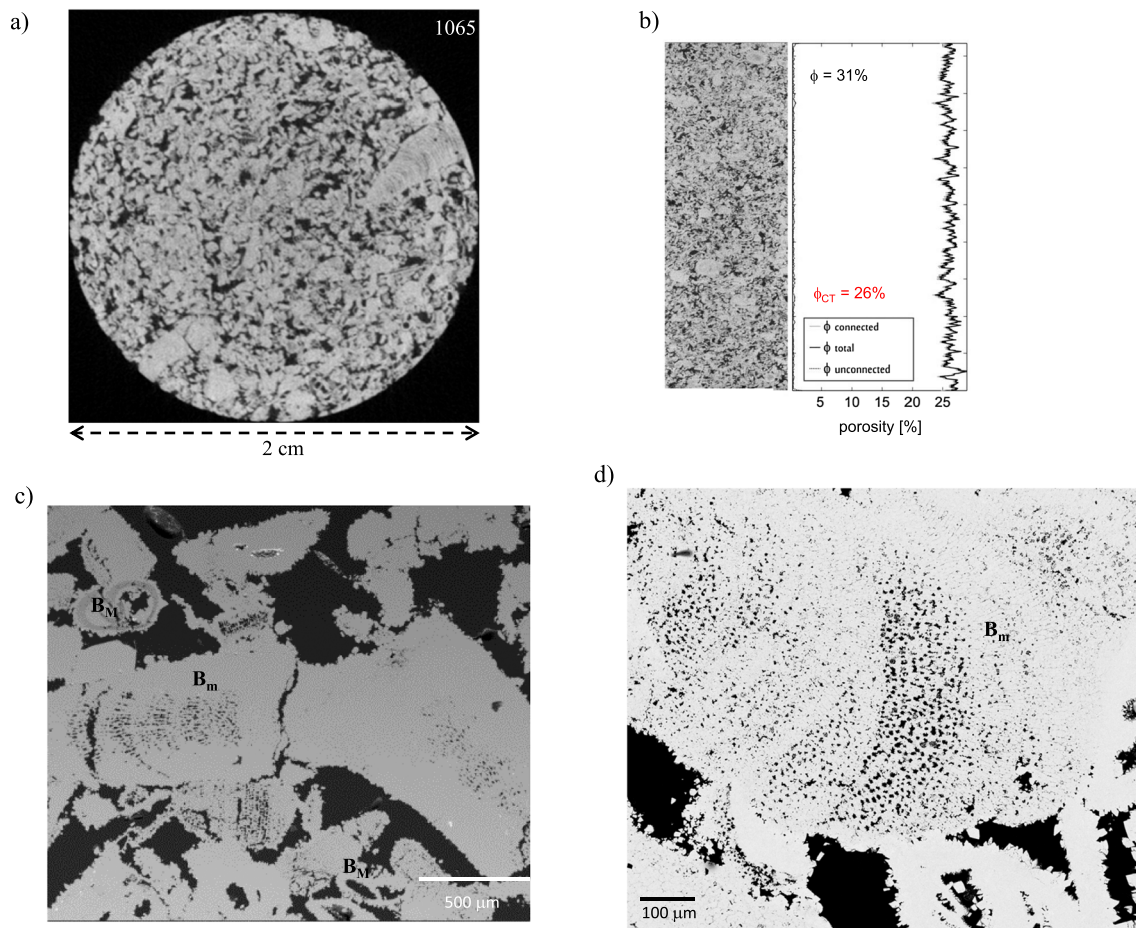 a)
1065
2 cm
b)
ϕ = 31%
ϕCT = 26%
ϕ connected
ϕ total
ϕ unconnected
5 10 15 20 25
porosity [%]
c)
BM
Bm
BM
500 μm
d)
Bm
100 μm